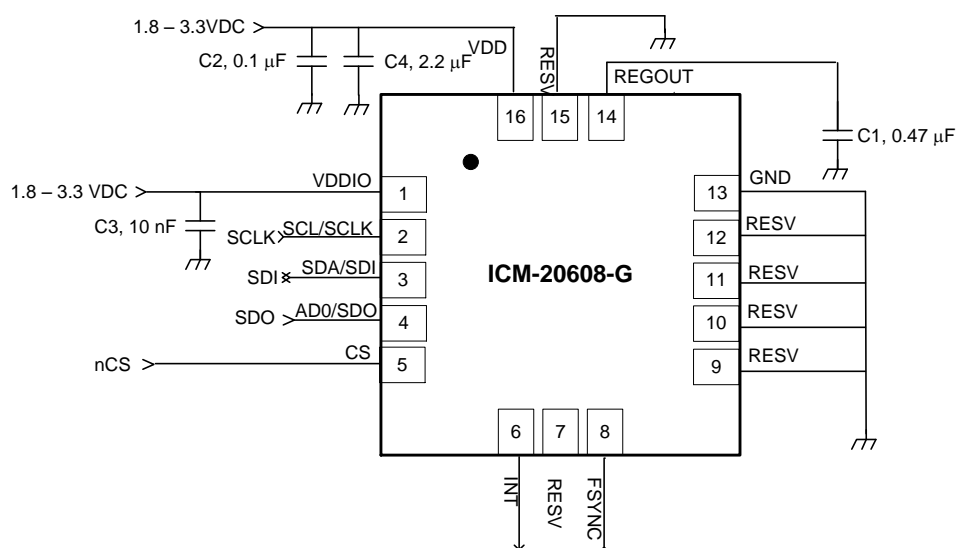 1.8 – 3.3VDC
VDD
C2, 0.1 μF
C4, 2.2 μF
RESV
REGOUT
16
15
14
C1, 0.47 μF
1.8 – 3.3 VDC
VDDIO
1
13
GND
C3, 10 nF
SCLK
SCL/SCLK
2
12
RESV
SDI
SDA/SDI
3
ICM-20608-G
11
RESV
SDO
AD0/SDO
4
10
RESV
nCS
CS
5
9
RESV
6
7
8
INT
RESV
FSYNC